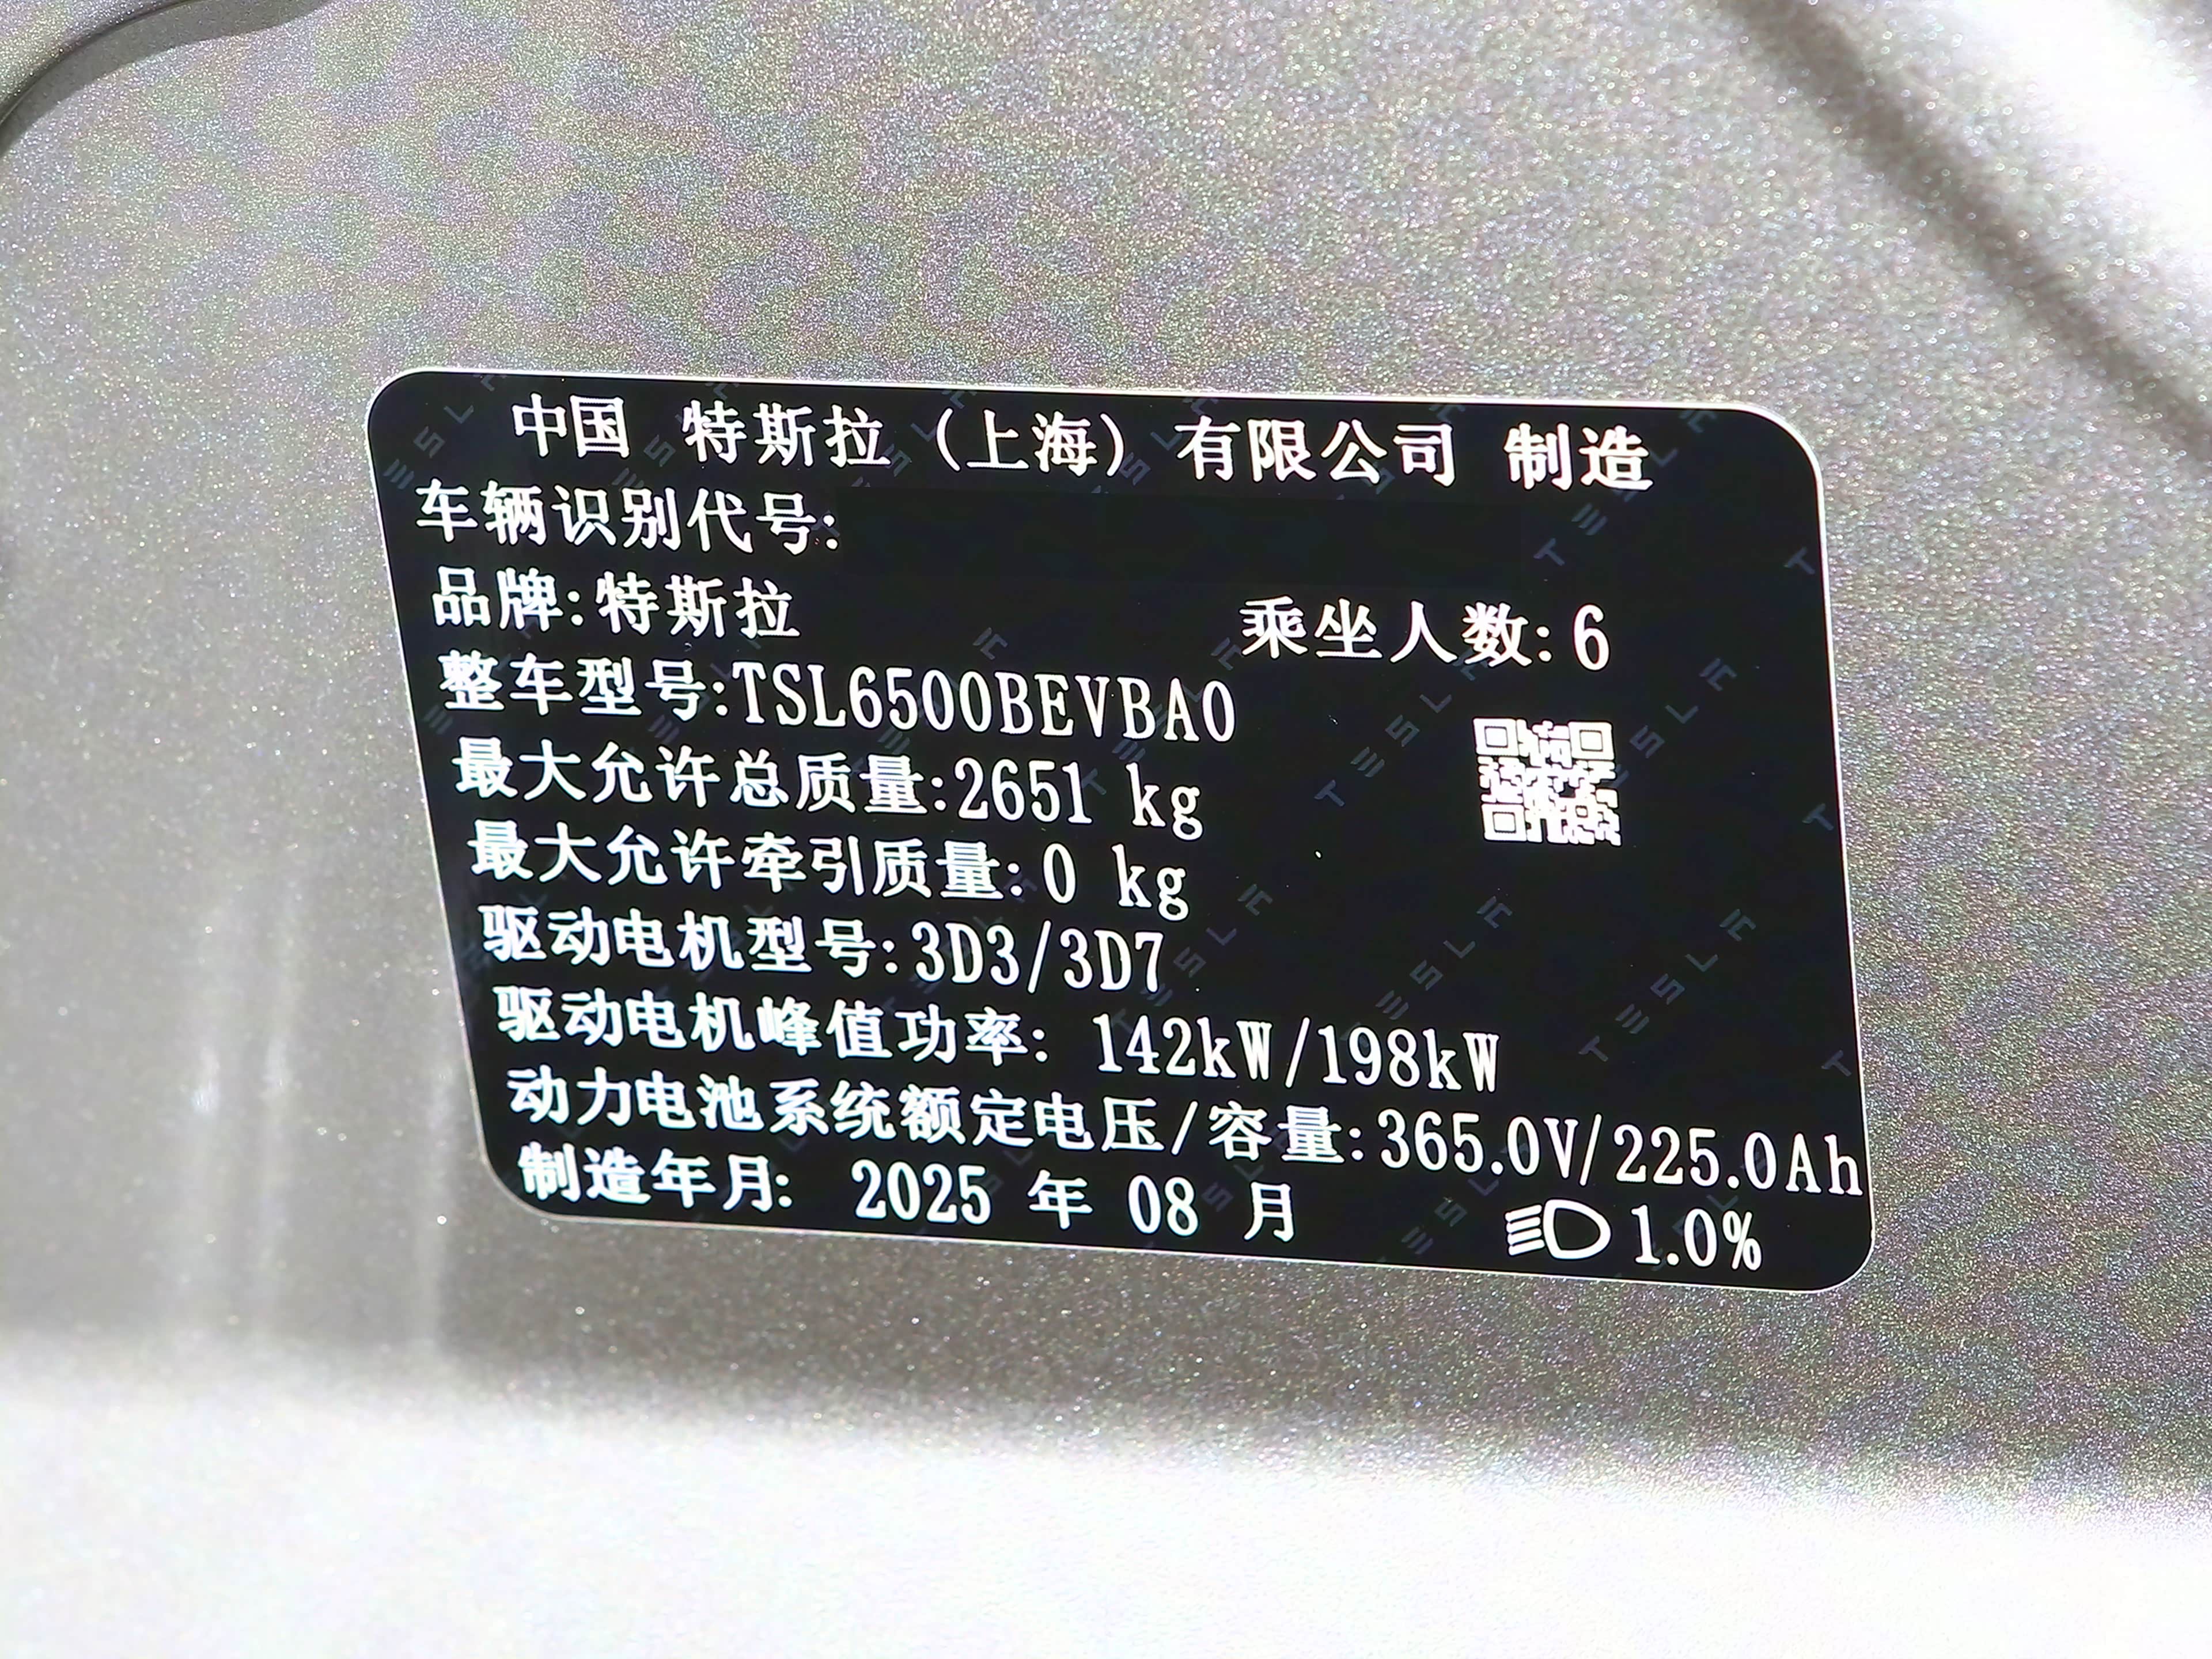 中国 特斯拉（上海）有限公司 制造
车辆识别代号:
品牌:特斯拉 乘坐人数:6
整车型号:TSL6500BEVBA0
最大允许总质量:2651 kg
最大允许牵引质量:0 kg
驱动电机型号:3D3/3D7
驱动电机峰值功率: 142kW/198kW
动力电池系统额定电压/容量:365.0V/225.0Ah
制造年月: 2025 年 08 月 1.0%